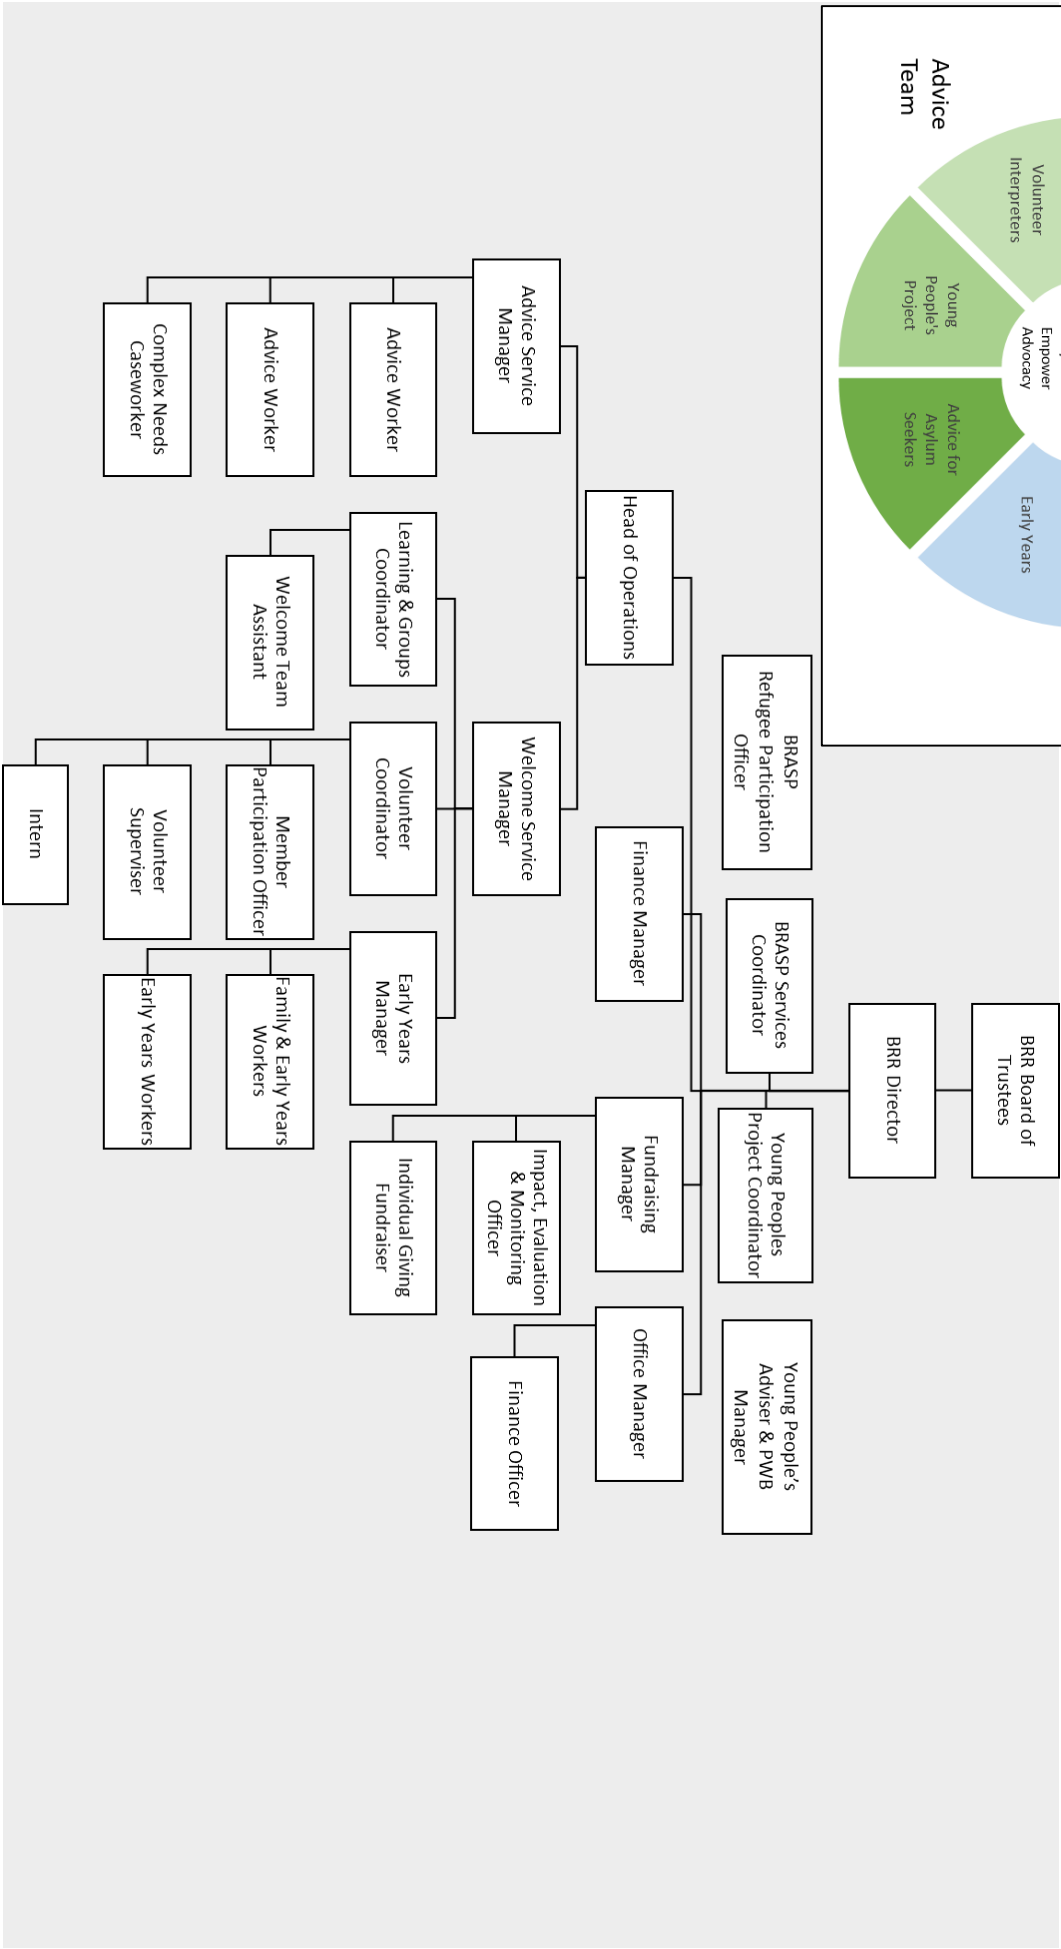 Advice
Team
Volunteer
Interpreters
Young
People's
Project
Empower
Advocacy
Advice for
Asylum
Seekers
Early Years
BRR Board of
Trustees
BRR Director
BRASP
Refugee Participation
Officer
BRASP Services
Coordinator
Young Peoples
Project Coordinator
Young People’s
Adviser & PWB
Manager
Head of Operations
Finance Manager
Fundraising
Manager
Office Manager
Advice Service
Manager
Welcome Service
Manager
Impact, Evaluation
& Monitoring
Officer
Finance Officer
Advice Worker
Learning & Groups
Coordinator
Volunteer
Coordinator
Early Years
Manager
Individual Giving
Fundraiser
Advice Worker
Welcome Team
Assistant
Member
Participation Officer
Family & Early Years
Workers
Complex Needs
Caseworker
Volunteer
Superviser
Early Years Workers
Intern